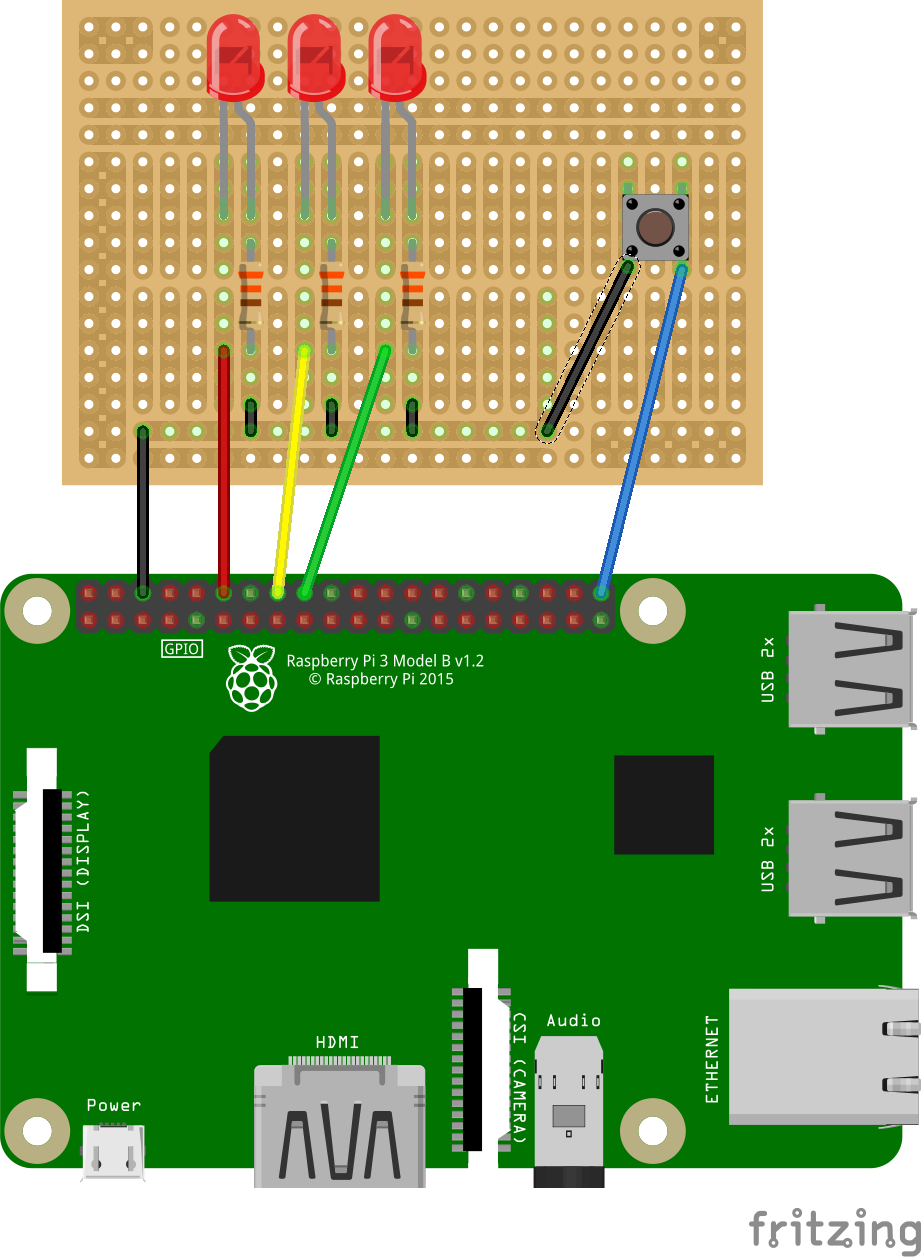 GPIO
Raspberry Pi 3 Model B v1.2
© Raspberry Pi 2015
USB 2x
DSI (DISPLAY)
USB 2x
CSI (CAMERA)
Audio
ETHERNET
HDMI
Power
fritzing